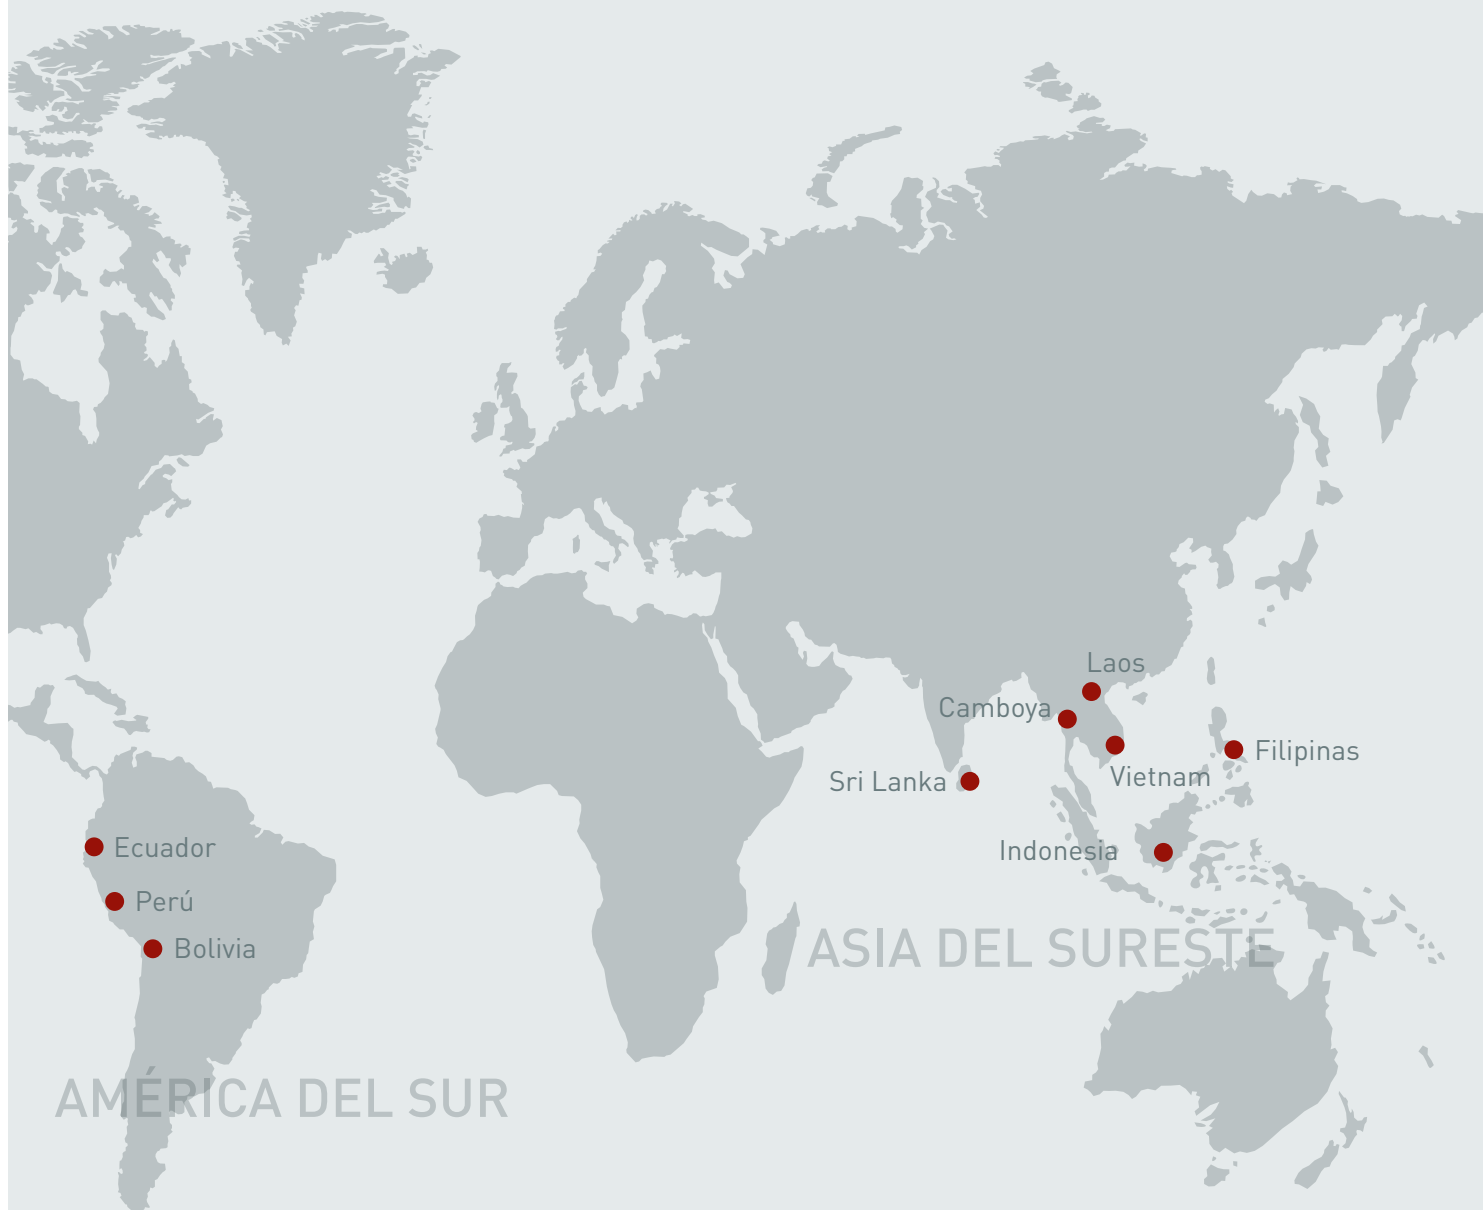 Laos
Camboya
Filipinas
Vietnam
Sri Lanka
Ecuador
Indonesia
Perú
Bolivia
ASIA DEL SURESTE
AMÉRICA DEL SUR